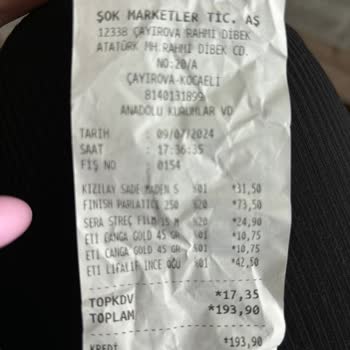 ŞOK MARKETLER TİC. AŞ
12338 ÇAYIROVA RAHMİ DİBEK
ATATÜRK MH.RAHMİ DİBEK CD.
NO:20/A
ÇAYIROVA-KOCAELİ
8140131899
ANADOLU KURUMLAR VD
TARİH : 09/07/2024
SAAT : 17:36:35
FİŞ NO : 0154
KIZILAY SADE MADEN S %01 *31,50
FINISH PARLATICI 250 %20 *73,50
SERA STREÇ FİLM 15 M %20 *24,90
ETİ CANGA GOLD 45 GR %01 *10,75
ETİ CANGA GOLD 45 GR %01 *10,75
ETİ LİFALİF İNCE ÖĞÜ %01 *42,50
TOPKDV *17,35
TOPLAM *193,90
KREDİ *193,90